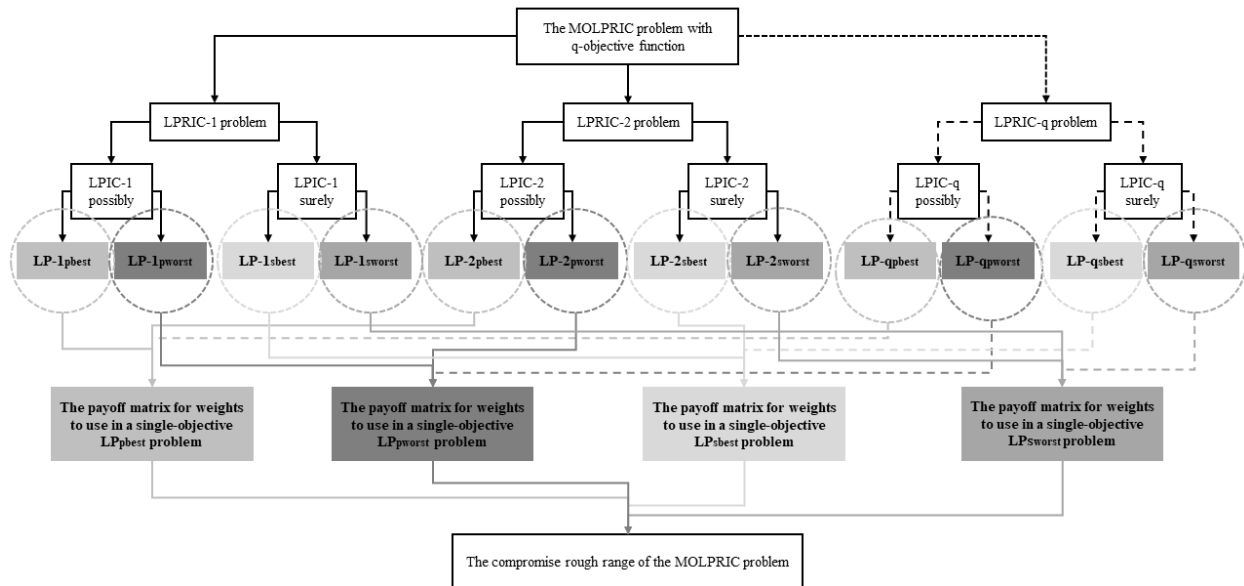 The MOLPRIC problem with
q-objective function
LPRIC-1 problem
LPRIC-2 problem
LPRIC-q problem
LPIC-1
possibly
LPIC-1
surely
LPIC-2
possibly
LPIC-2
surely
LPIC-q
possibly
LPIC-q
surely
LP-1pbest
LP-1pworst
LP-1sbest
LP-1sworst
LP-2pbest
LP-2pworst
LP-2sbest
LP-2sworst
LP-qpbest
LP-qpworst
LP-qsbest
LP-qsworst
The payoff matrix for weights
to use in a single-objective
LPpbest problem
The payoff matrix for weights
to use in a single-objective
LPpworst problem
The payoff matrix for weights
to use in a single-objective
LPsbest problem
The payoff matrix for weights
to use in a single-objective
LPSworst problem
The compromise rough range of the MOLPRIC problem